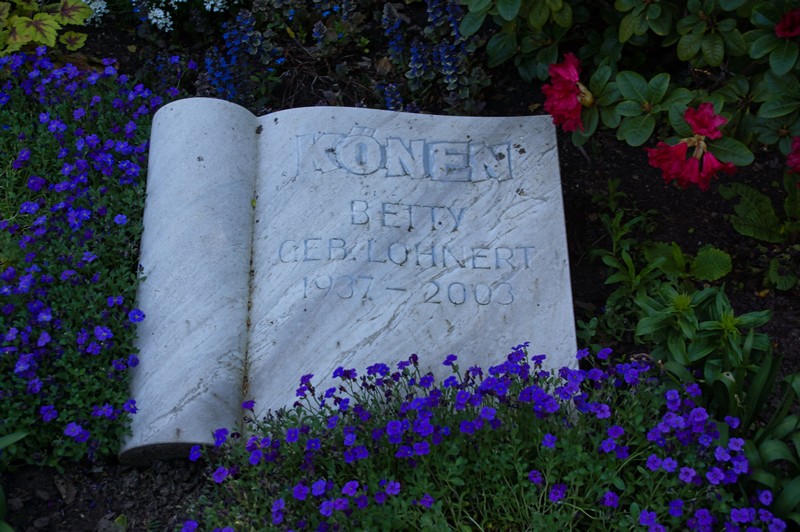 KÖNEN
BETTY
GEB. LOHNERT
1937 – 2003